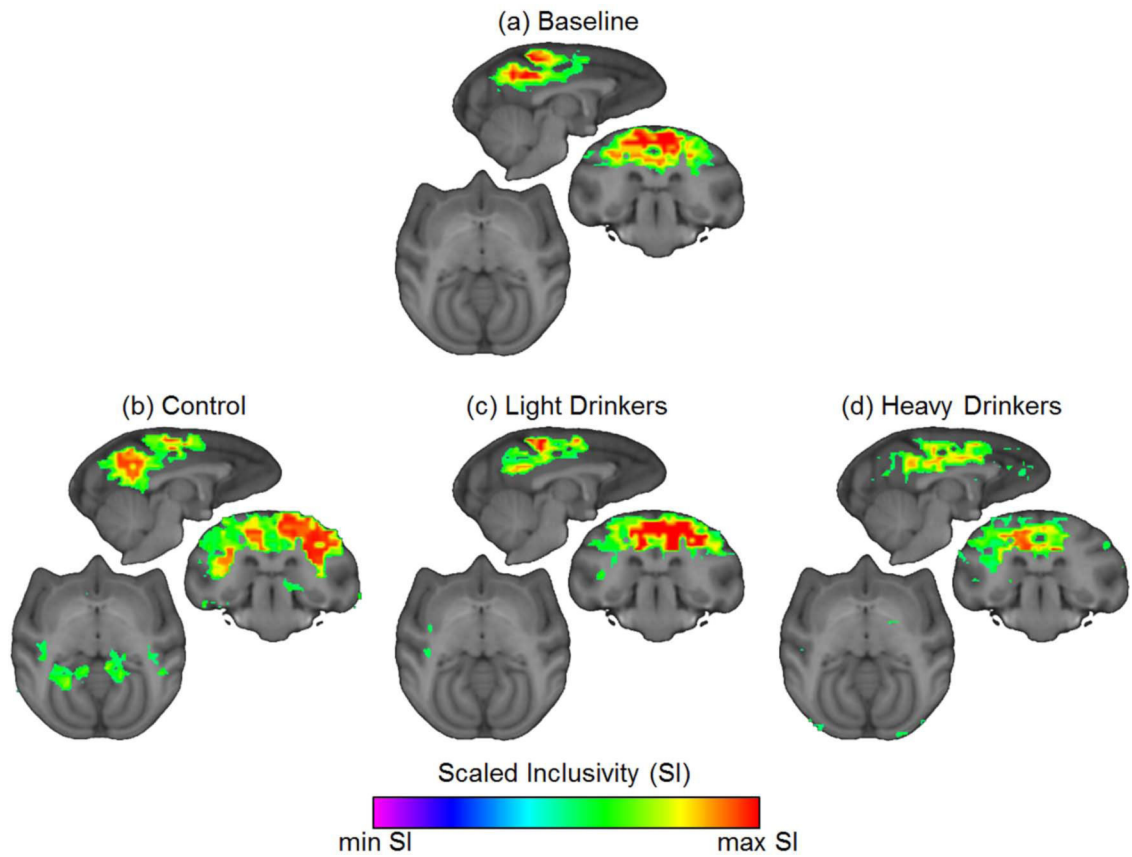 (a) Baseline
(b) Control
(c) Light Drinkers
(d) Heavy Drinkers
Scaled Inclusivity (SI)
min SI
max SI